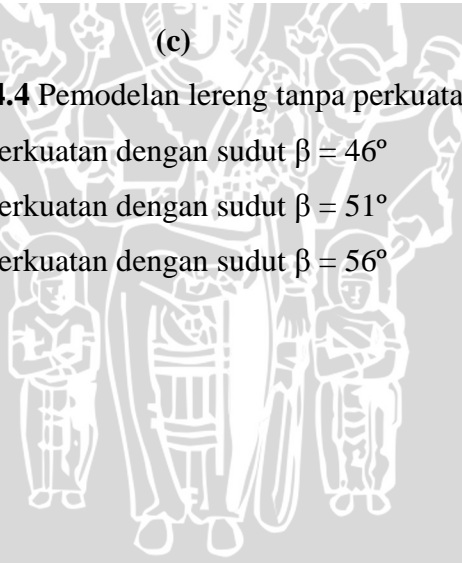 (c)
4.4 Pemodelan lereng tanpa perkuata
erkuatan dengan sudut β = 46º
erkuatan dengan sudut β = 51º
erkuatan dengan sudut β = 56º